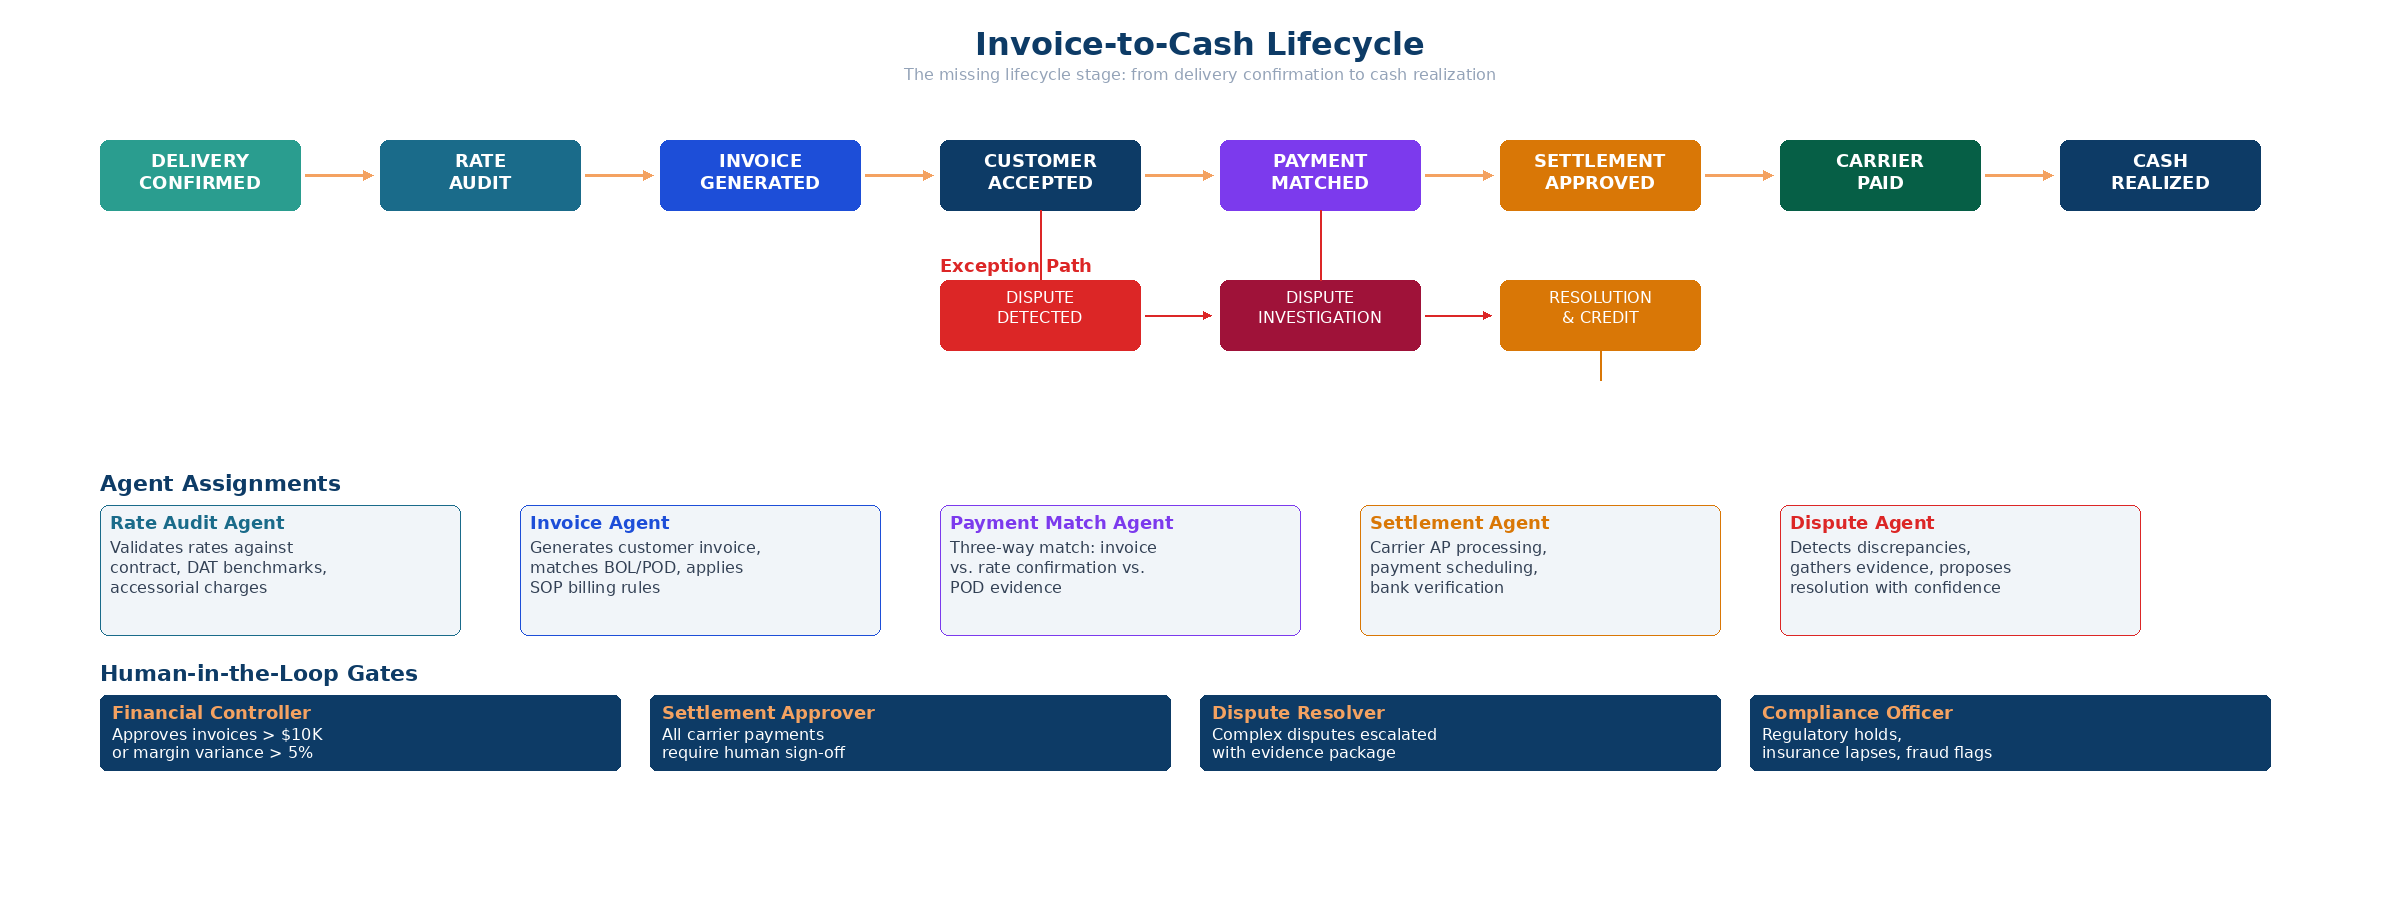 Invoice-to-Cash Lifecycle
The missing lifecycle stage: from delivery confirmation to cash realization
DELIVERY
CONFIRMED
RATE
AUDIT
INVOICE
GENERATED
CUSTOMER
ACCEPTED
PAYMENT
MATCHED
SETTLEMENT
APPROVED
CARRIER
PAID
CASH
REALIZED
Exception Path
DISPUTE
DETECTED
DISPUTE
INVESTIGATION
RESOLUTION
& CREDIT
Agent Assignments
Rate Audit Agent
Validates rates against
contract, DAT benchmarks,
accessorial charges
Invoice Agent
Generates customer invoice,
matches BOL/POD, applies
SOP billing rules
Payment Match Agent
Three-way match: invoice
vs. rate confirmation vs.
POD evidence
Settlement Agent
Carrier AP processing,
payment scheduling,
bank verification
Dispute Agent
Detects discrepancies,
gathers evidence, proposes
resolution with confidence
Human-in-the-Loop Gates
Financial Controller
Approves invoices > $10K
or margin variance > 5%
Settlement Approver
All carrier payments
require human sign-off
Dispute Resolver
Complex disputes escalated
with evidence package
Compliance Officer
Regulatory holds,
insurance lapses, fraud flags